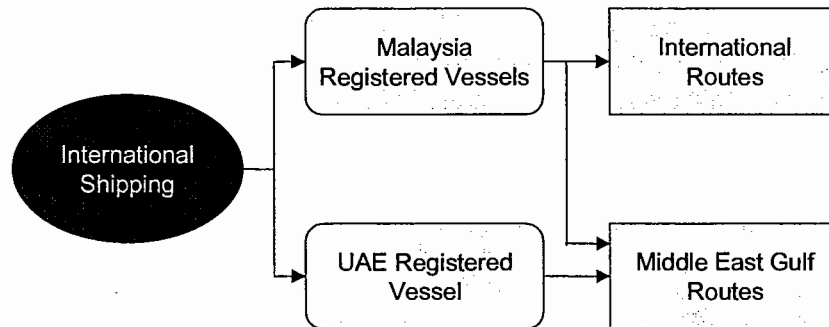 Malaysia
Registered Vessels
International
Routes
International
Shipping
UAE Registered
Vessel
Middle East Gulf
Routes